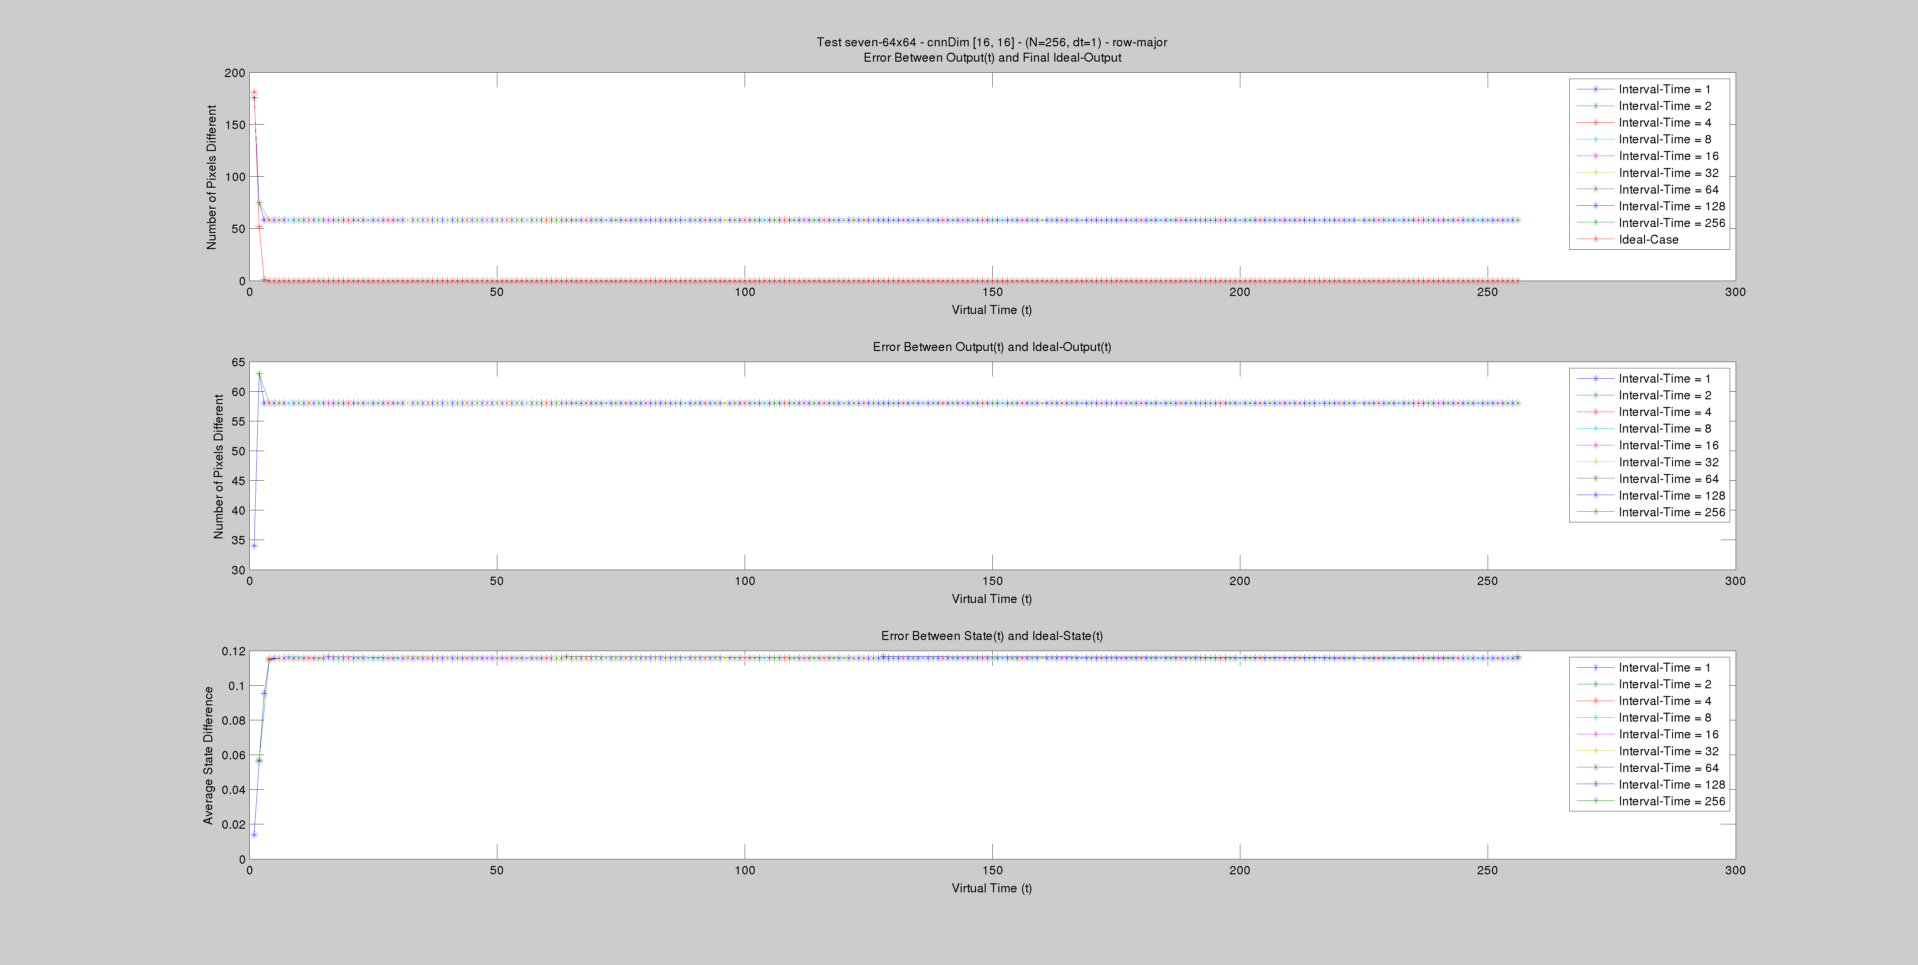 Test seven-64x64 - cnnDim [16, 16] - (N=256, dt=1) - row-major
Error Between Output(t) and Final Ideal-Output
Number of Pixels Different
200
150
100
50
0
0 50 100 150 200 250 300
Virtual Time (t)
Interval-Time = 1
Interval-Time = 2
Interval-Time = 4
Interval-Time = 8
Interval-Time = 16
Interval-Time = 32
Interval-Time = 64
Interval-Time = 128
Interval-Time = 256
Ideal-Case
Error Between Output(t) and Ideal-Output(t)
Number of Pixels Different
65
60
55
50
45
40
35
30
0 50 100 150 200 250 300
Virtual Time (t)
Interval-Time = 1
Interval-Time = 2
Interval-Time = 4
Interval-Time = 8
Interval-Time = 16
Interval-Time = 32
Interval-Time = 64
Interval-Time = 128
Interval-Time = 256
Error Between State(t) and Ideal-State(t)
Average State Difference
0.12
0.1
0.08
0.06
0.04
0.02
0
0 50 100 150 200 250 300
Virtual Time (t)
Interval-Time = 1
Interval-Time = 2
Interval-Time = 4
Interval-Time = 8
Interval-Time = 16
Interval-Time = 32
Interval-Time = 64
Interval-Time = 128
Interval-Time = 256